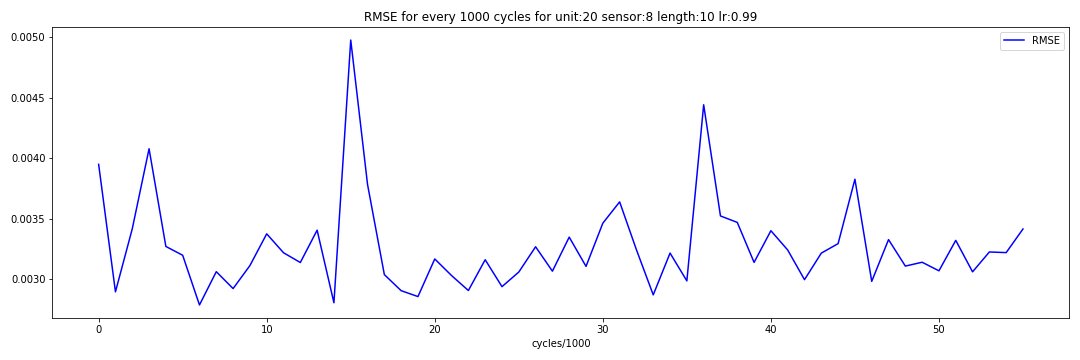 RMSE for every 1000 cycles for unit:20 sensor:8 length:10 lr:0.99
RMSE
0.0050
0.0045
0.0040
0.0035
0.0030
0 10 20 30 40 50
cycles/1000